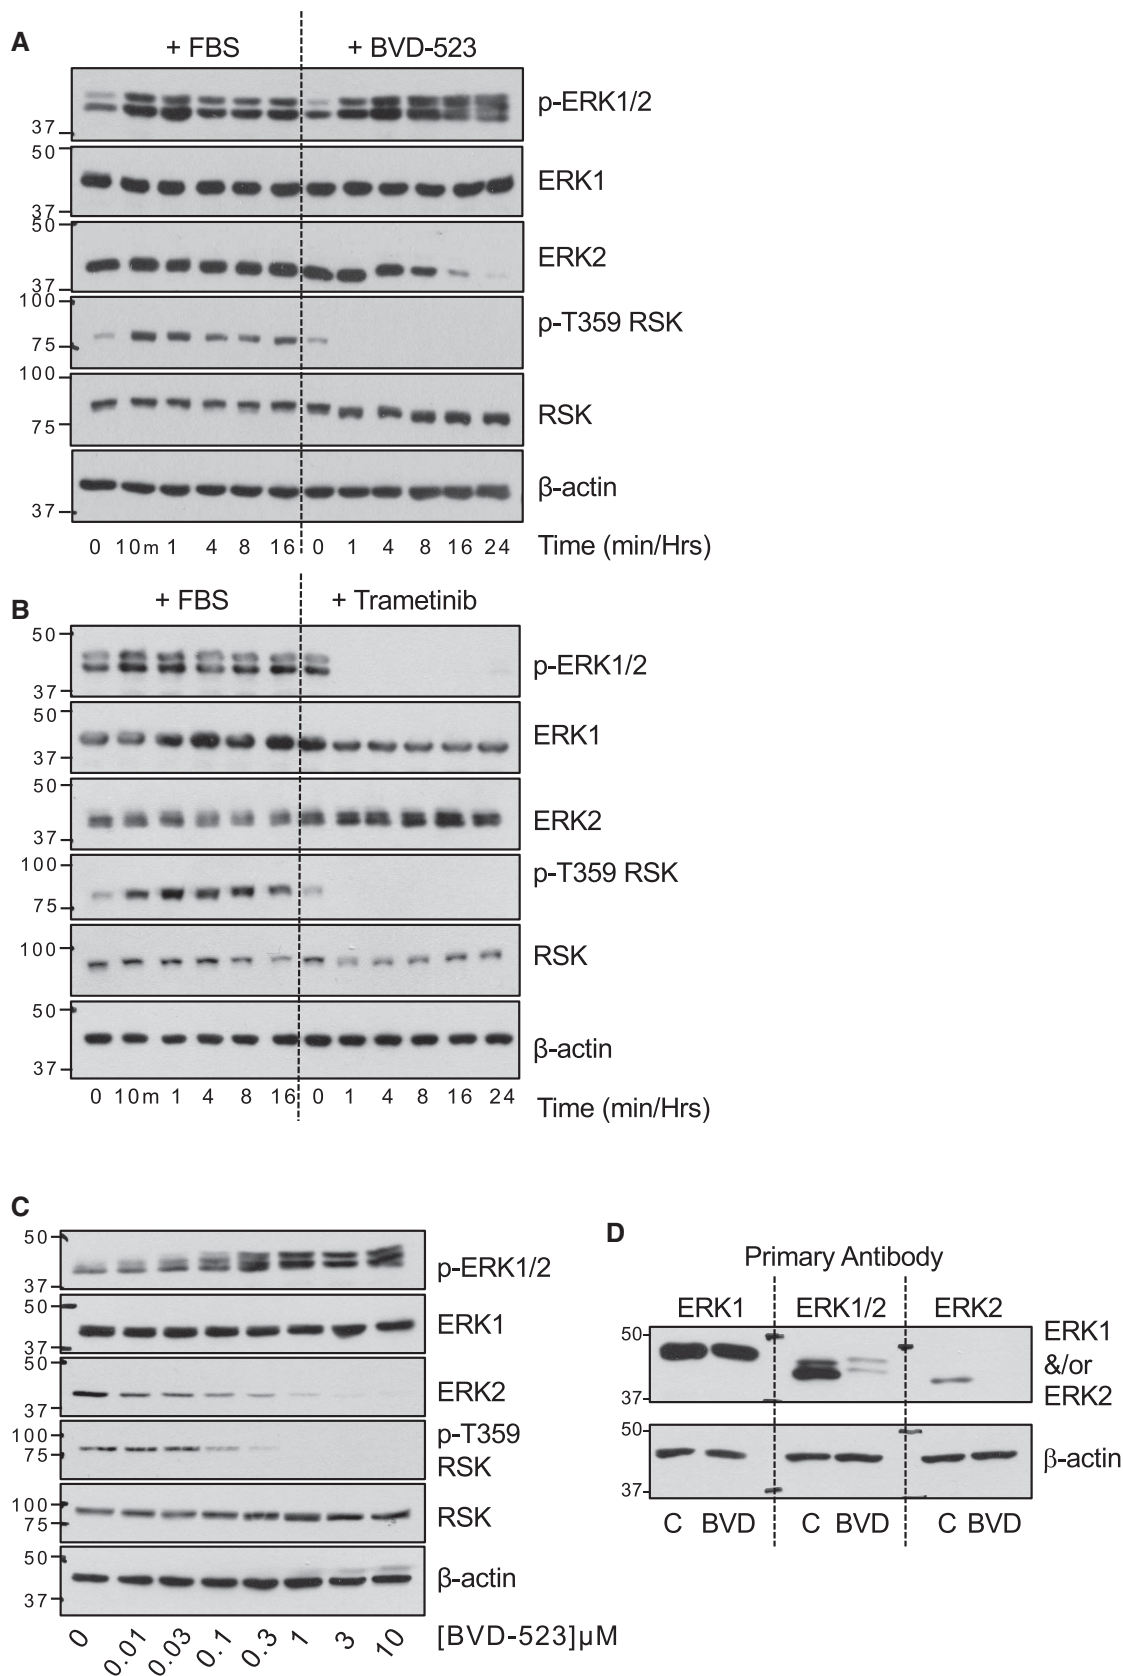 A
+ FBS
+ BVD-523
37
p-ERK1/2
50
37
ERK1
50
37
ERK2
100
75
p-T359 RSK
100
75
RSK
37
β-actin
0 10m 1 4 8 16 0 1 4 8 16 24 Time (min/Hrs)
B
+ FBS
+ Trametinib
50
37
p-ERK1/2
50
37
ERK1
50
37
ERK2
100
75
p-T359 RSK
100
RSK
50
37
β-actin
0 10m 1 4 8 16 0 1 4 8 16 24
Time (min/Hrs)
C
50
37
p-ERK1/2
50
37
ERK1
50
37
ERK2
100
75
p-T359
RSK
100
75
RSK
50
37
β-actin
0 0.01 0.03 0.1 0.3 1 3 10 [BVD-523]μM
D
Primary Antibody
ERK1 ERK1/2 ERK2
50
37
ERK1
&/or
ERK2
50
37
β-actin
C BVD C BVD C BVD